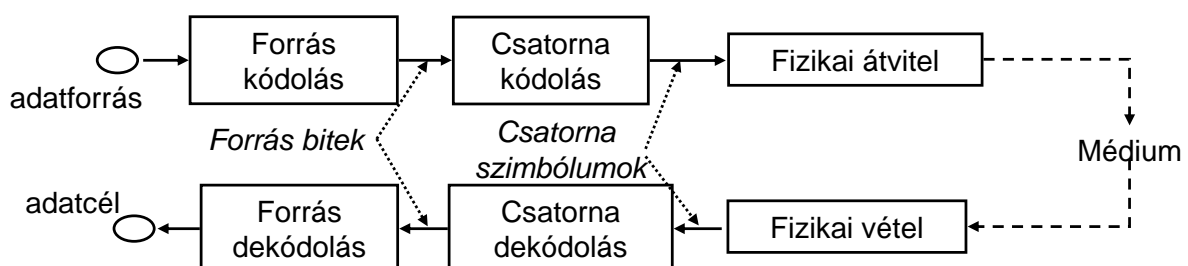 Forrás
kódolás
Csatorna
kódolás
Fizikai átvitel
adatforrás
Forrás bitek
Csatorna
szimbólumok
Médium
adatcél
Forrás
dekódolás
Csatorna
dekódolás
Fizikai vétel